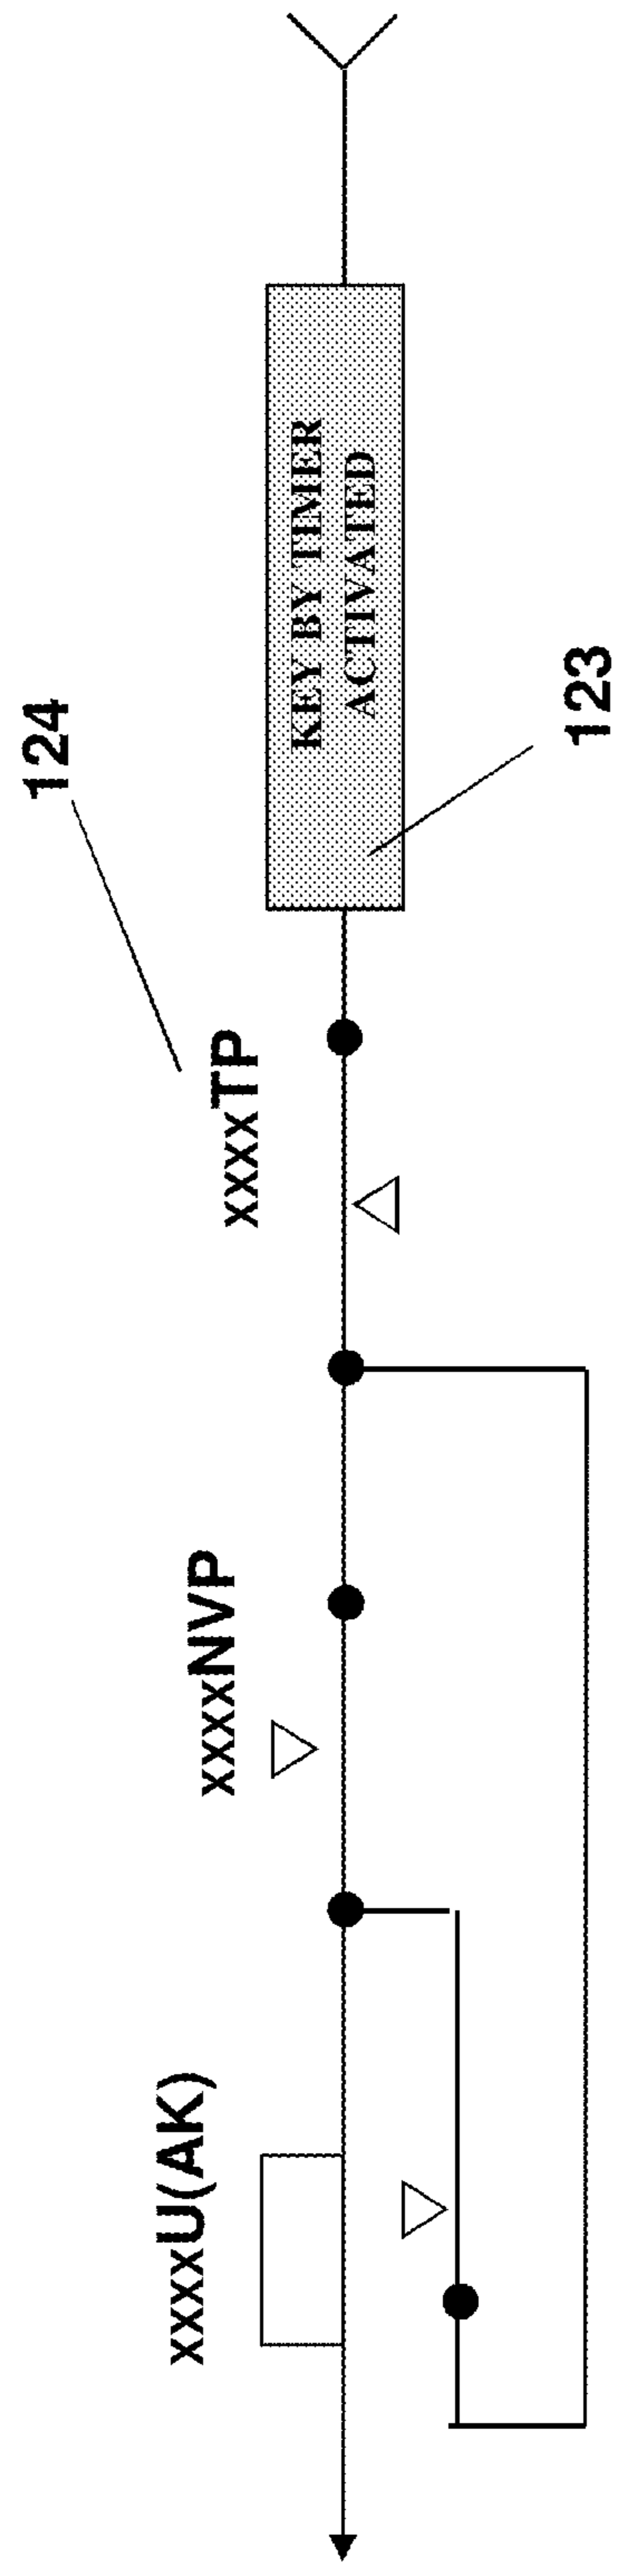 124
xxxxU(AK)
xxxxNVP
xxxxTP
KEY BY TIMER
ACTIVATED
123